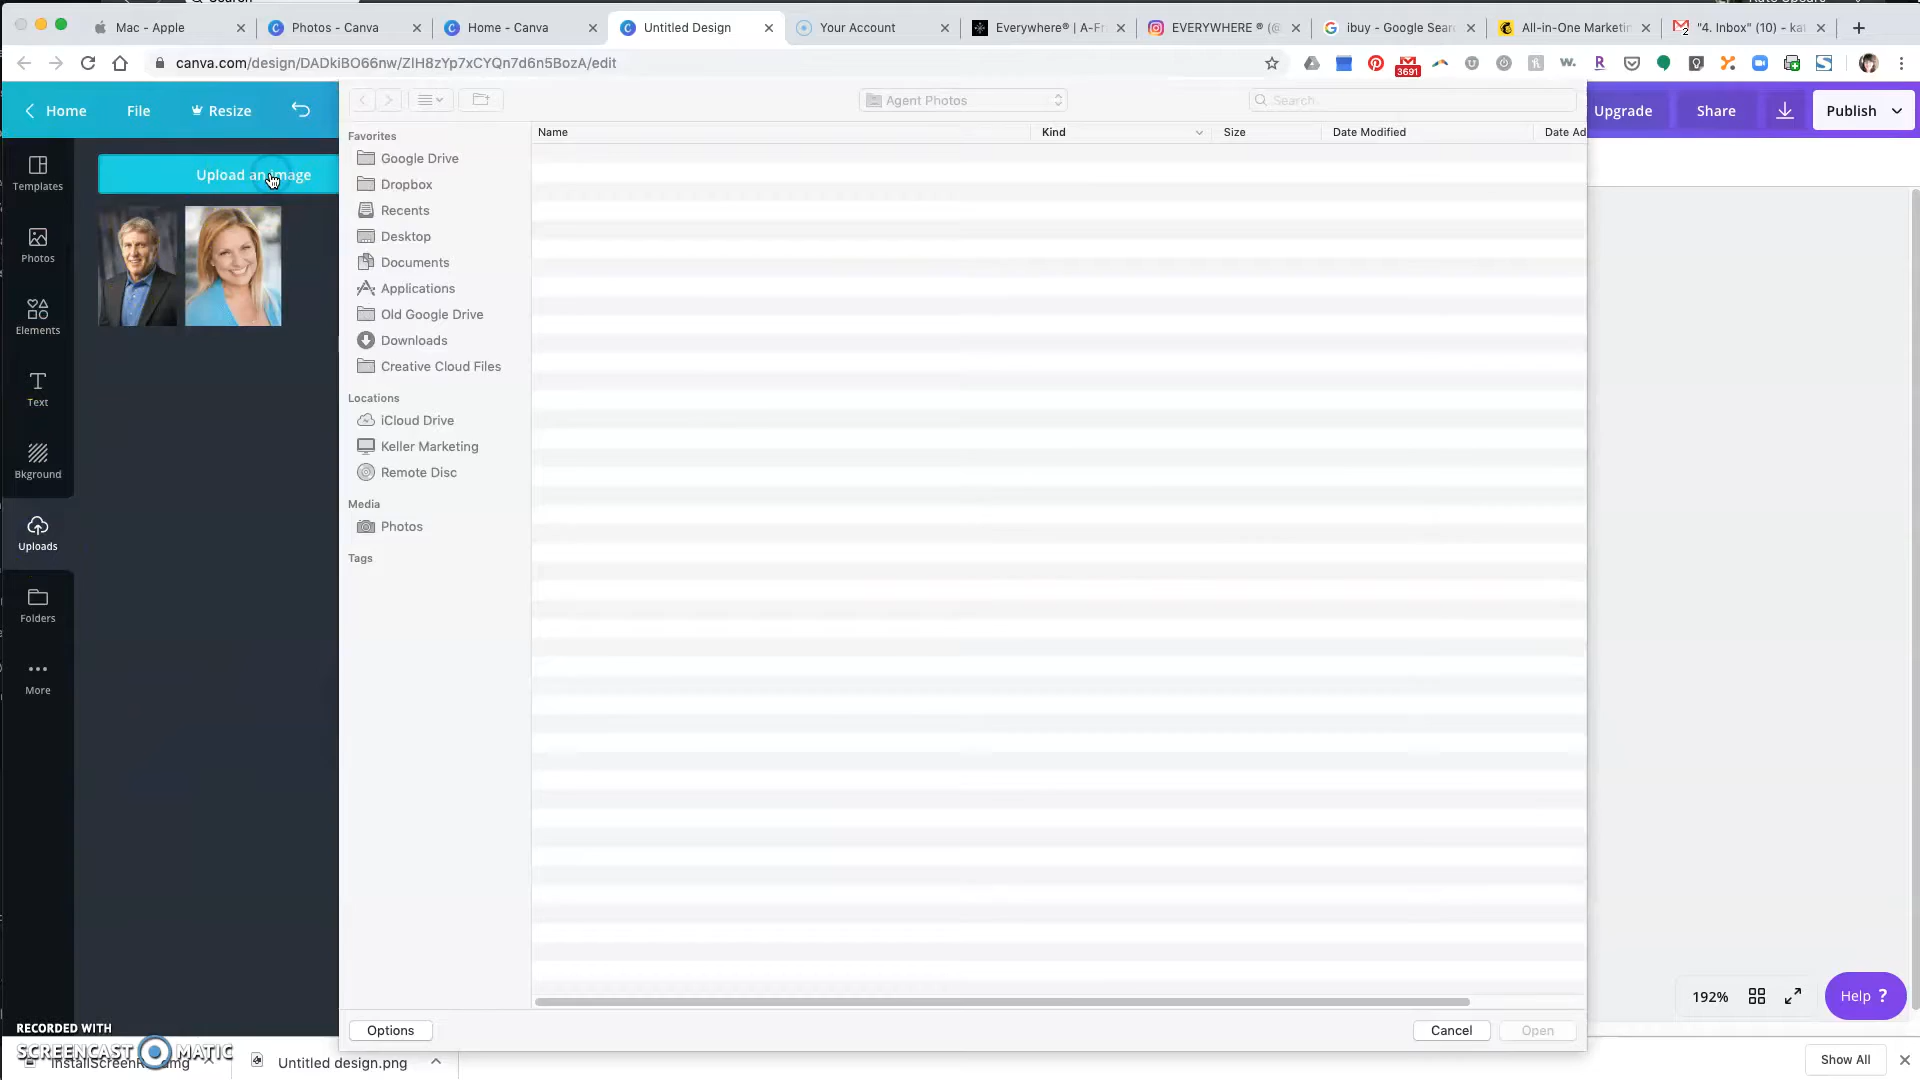 Mac - Apple
Photos - Canva
Home - Canva
Untitled Design
Your Account
Everywhere® | A-Fr
EVERYWHERE ® (@
ibuy - Google Sear
All-in-One Marketi
"4. Inbox" (10) – ka
canva.com/design/DADkiBO66nw/ZIH8zYp7xCYQn7d6n5BozA/edit
3691
Home
File
Resize
Agent Photos
Search
Upgrade
Share
Publish
Templates
Photos
Elements
Text
Bkground
Uploads
Folders
More
Upload an image
Favorites
Google Drive
Dropbox
Recents
Desktop
Documents
Applications
Old Google Drive
Downloads
Creative Cloud Files
Locations
iCloud Drive
Keller Marketing
Remote Disc
Media
Photos
Tags
Name
Kind
Size
Date Modified
Date Ad
192%
Help ?
Options
Cancel
Open
RECORDED WITH
SCREENCAST MATIC
Untitled design.png
Show All